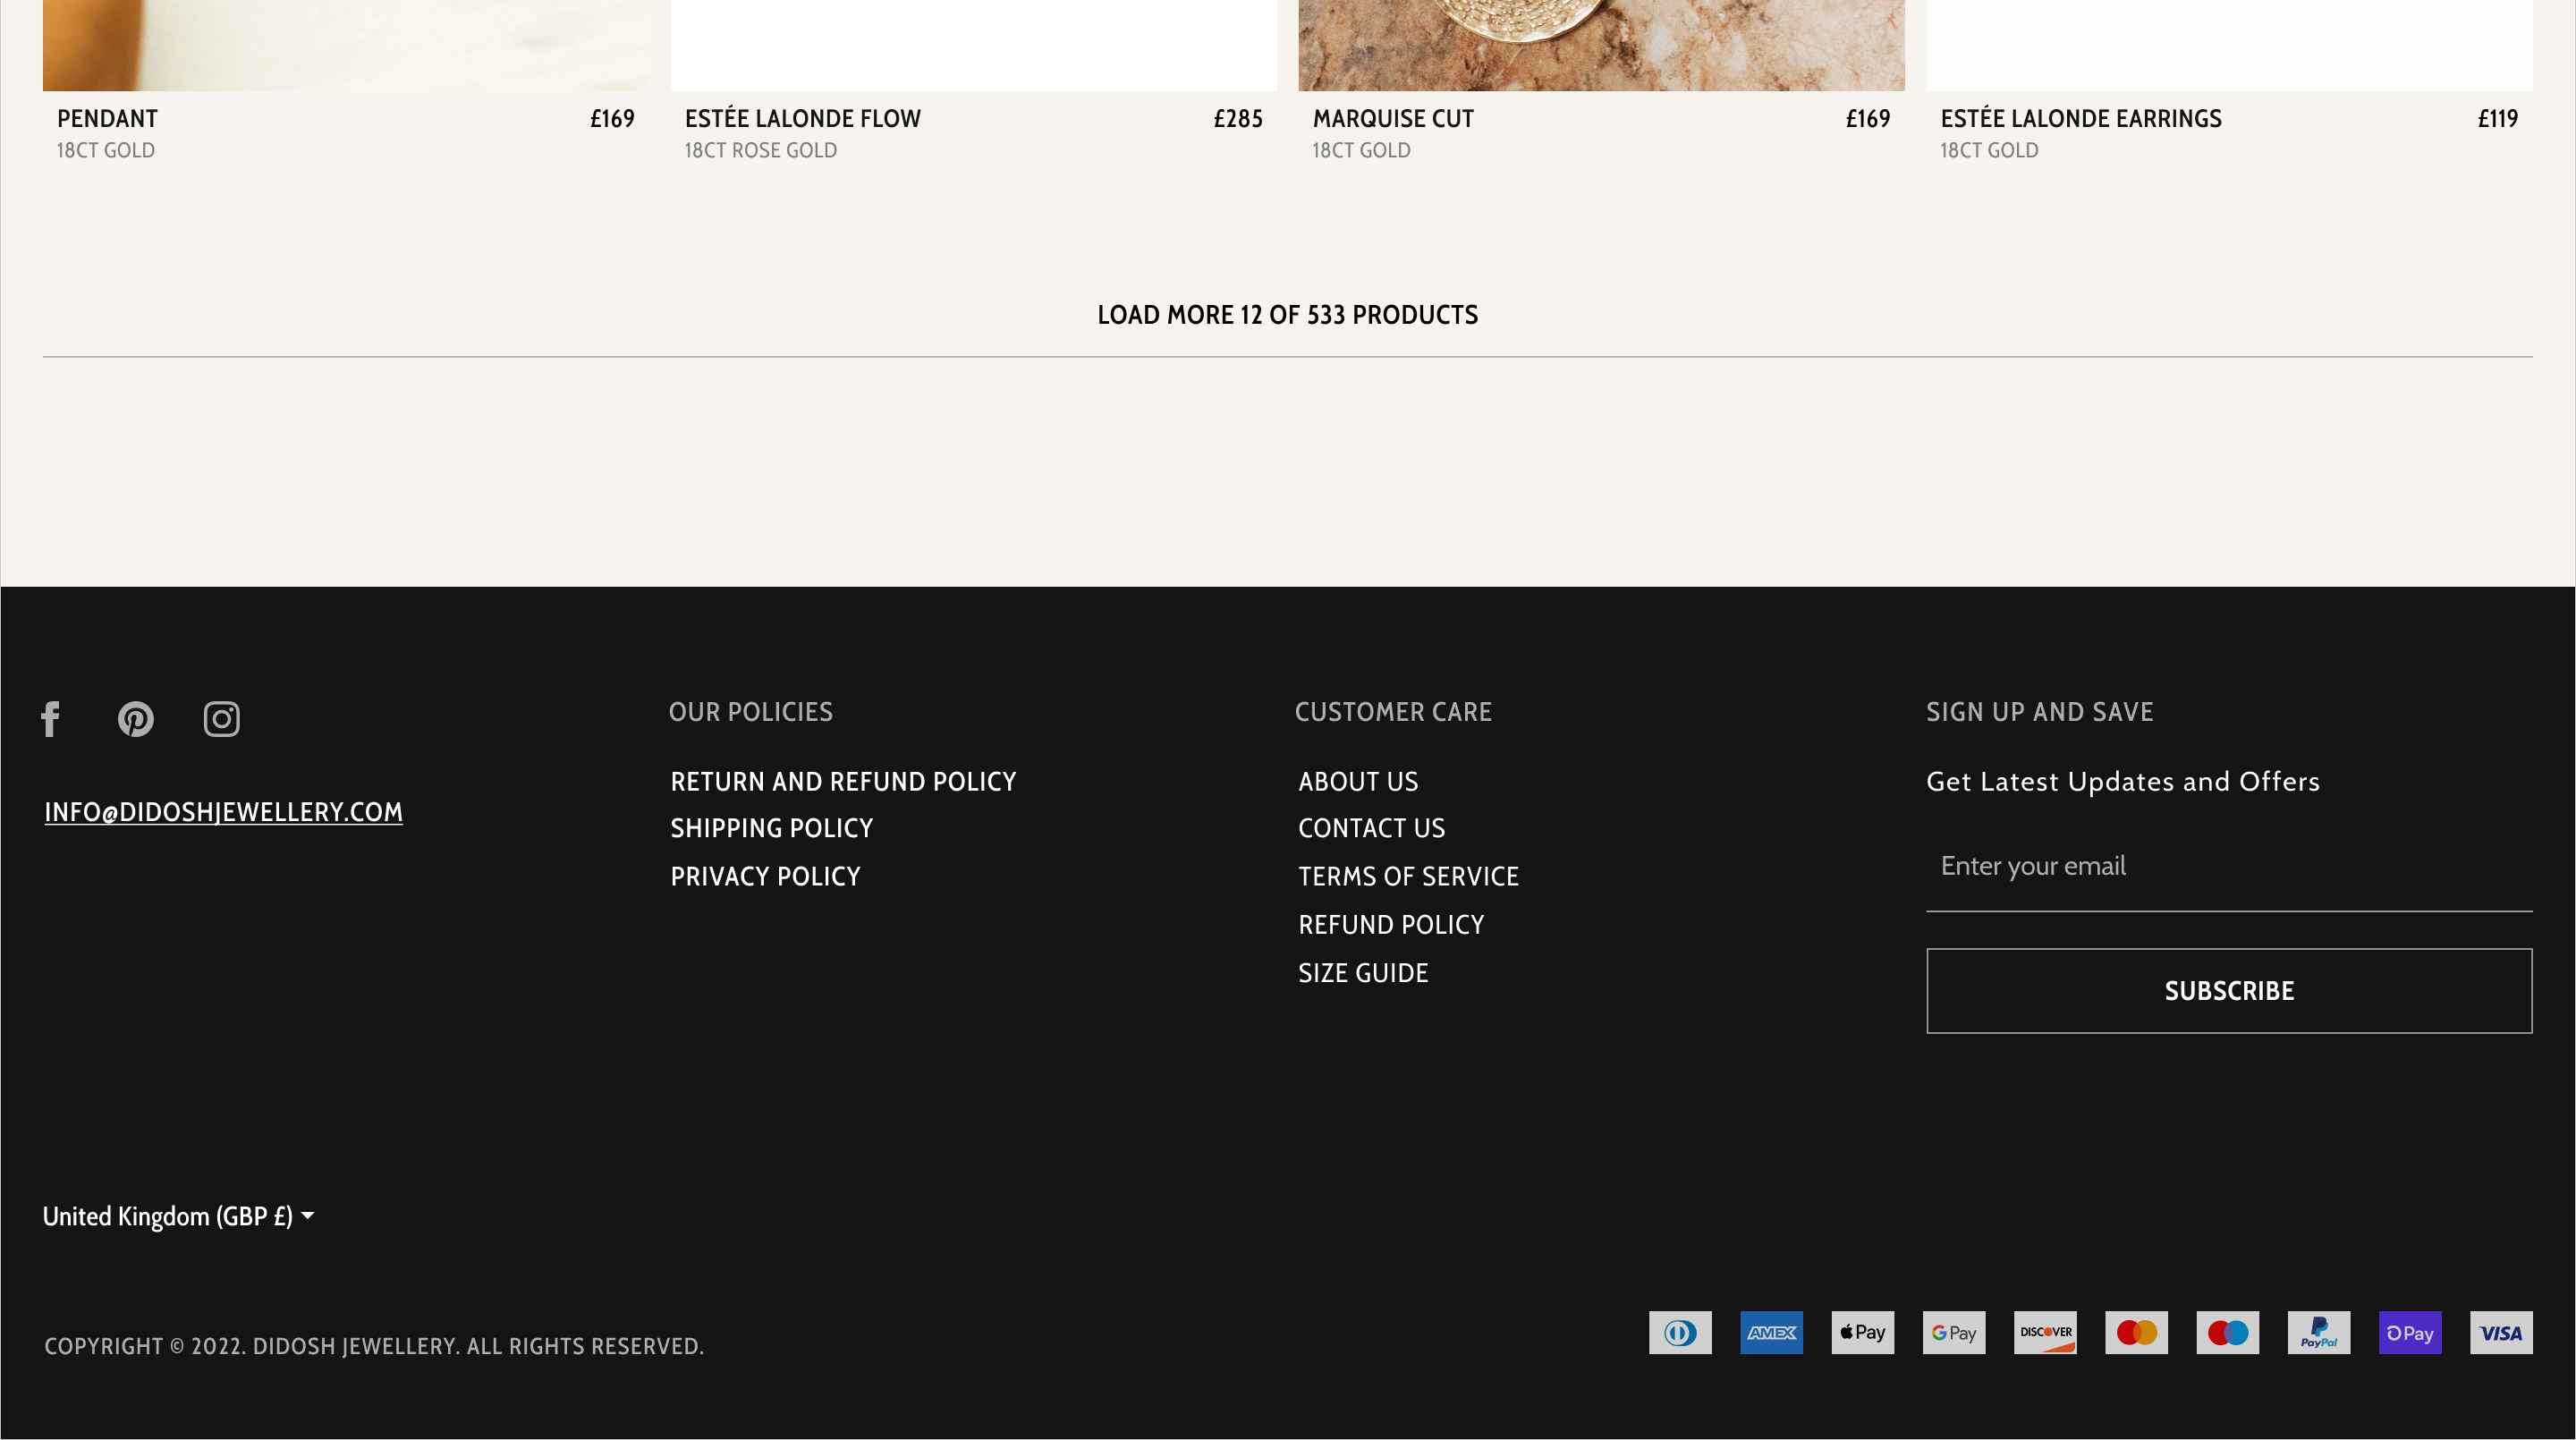 PENDANT £169
18CT GOLD
ESTÉE LALONDE FLOW £285
18CT ROSE GOLD
MARQUISE CUT £169
18CT GOLD
ESTÉE LALONDE EARRINGS £119
18CT GOLD
LOAD MORE 12 OF 533 PRODUCTS
INFO@DIDOSHJEWELLERY.COM
OUR POLICIES
RETURN AND REFUND POLICY
SHIPPING POLICY
PRIVACY POLICY
CUSTOMER CARE
ABOUT US
CONTACT US
TERMS OF SERVICE
REFUND POLICY
SIZE GUIDE
SIGN UP AND SAVE
Get Latest Updates and Offers
Enter your email
SUBSCRIBE
United Kingdom (GBP £)
COPYRIGHT © 2022. DIDOSH JEWELLERY. ALL RIGHTS RESERVED.
AMEX
Pay
G Pay
DISCOVER
PayPal
Pay
VISA